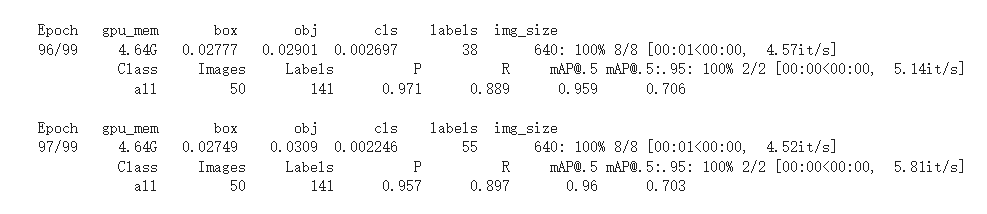 Epoch gpu_mem box obj cls labels img_size
96/99 4.64G 0.02777 0.02901 0.002697 38 640: 100% 8/8 [00:01<00:00, 4.57it/s]
Class Images Labels P R mAP@.5 mAP@.5:.95: 100% 2/2 [00:00<00:00, 5.14it/s]
all 50 141 0.971 0.889 0.959 0.706
Epoch gpu_mem box obj cls labels img_size
97/99 4.64G 0.02749 0.0309 0.002246 55 640: 100% 8/8 [00:01<00:00, 4.52it/s]
Class Images Labels P R mAP@.5 mAP@.5:.95: 100% 2/2 [00:00<00:00, 5.81it/s]
all 50 141 0.957 0.897 0.96 0.703